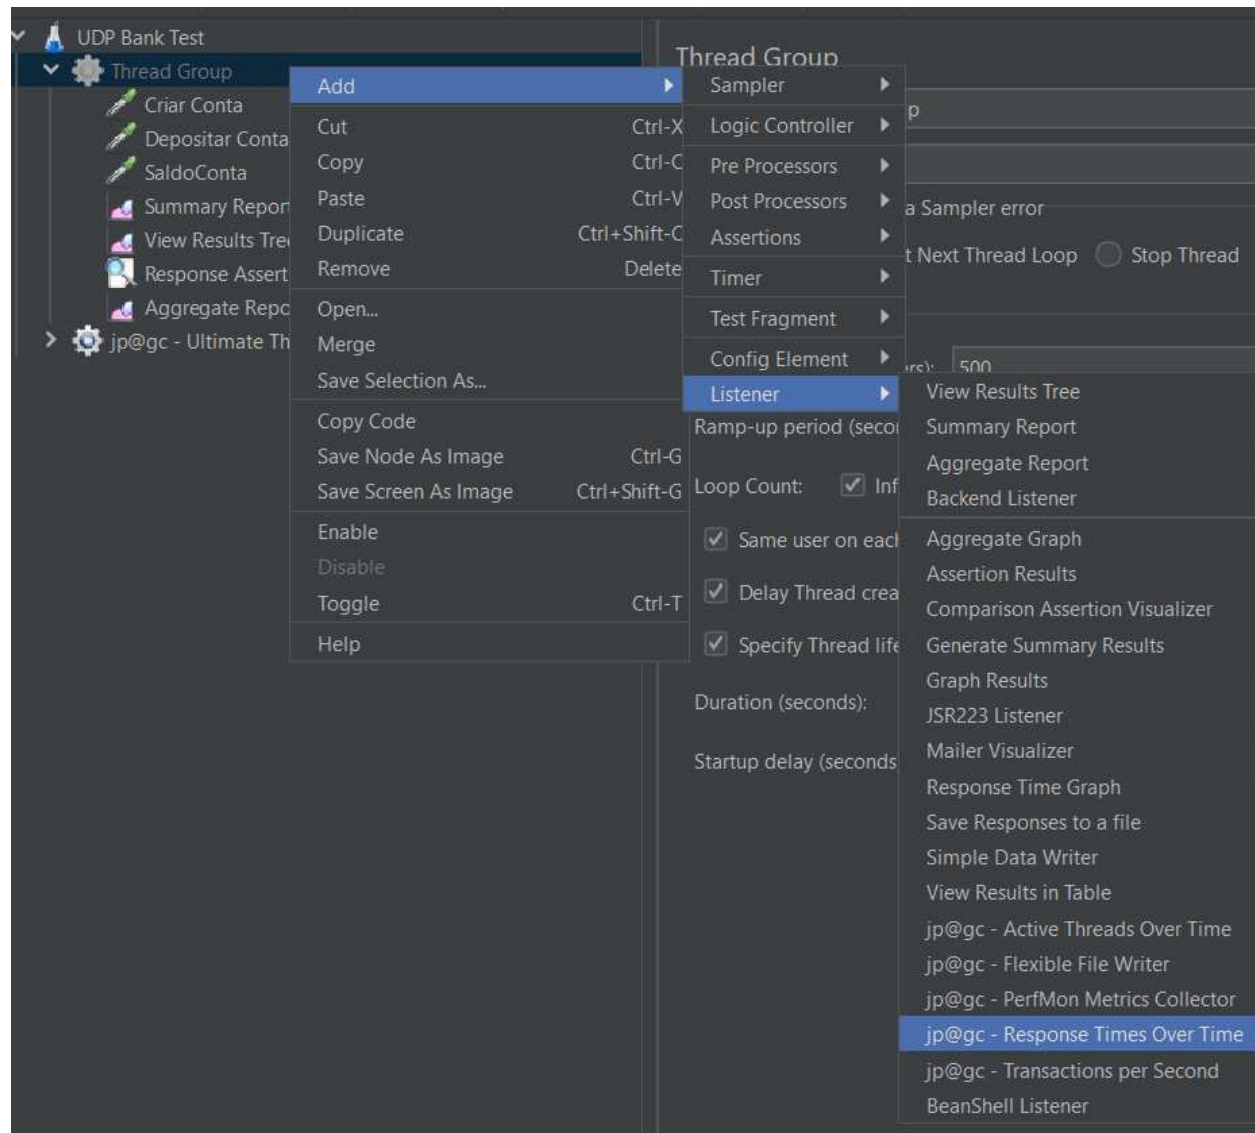 UDP Bank Test
Thread Group
Criar Conta
Depositar Conta
SaldoConta
Summary Report
View Results Tree
Response Assert
Aggregate Repo
jp@gc - Ultimate Th
Add
Cut Ctrl-X
Copy Ctrl-C
Paste Ctrl-V
Duplicate Ctrl+Shift-C
Remove Delete
Open...
Merge
Save Selection As...
Copy Code
Save Node As Image Ctrl-G
Save Screen As Image Ctrl+Shift-G
Enable
Disable
Toggle Ctrl-T
Help
Thread Group
Sampler
Logic Controller
Pre Processors
Post Processors
Assertions
Timer
Test Fragment
Config Element
Listener
p
a Sampler error
t Next Thread Loop Stop Thread
ers): 500
Ramp-up period (secon
Loop Count: Inf
Same user on each
Delay Thread crea
Specify Thread life
Duration (seconds):
Startup delay (seconds
View Results Tree
Summary Report
Aggregate Report
Backend Listener
Aggregate Graph
Assertion Results
Comparison Assertion Visualizer
Generate Summary Results
Graph Results
JSR223 Listener
Mailer Visualizer
Response Time Graph
Save Responses to a file
Simple Data Writer
View Results in Table
jp@gc - Active Threads Over Time
jp@gc - Flexible File Writer
jp@gc - PerfMon Metrics Collector
jp@gc - Response Times Over Time
jp@gc - Transactions per Second
BeanShell Listener